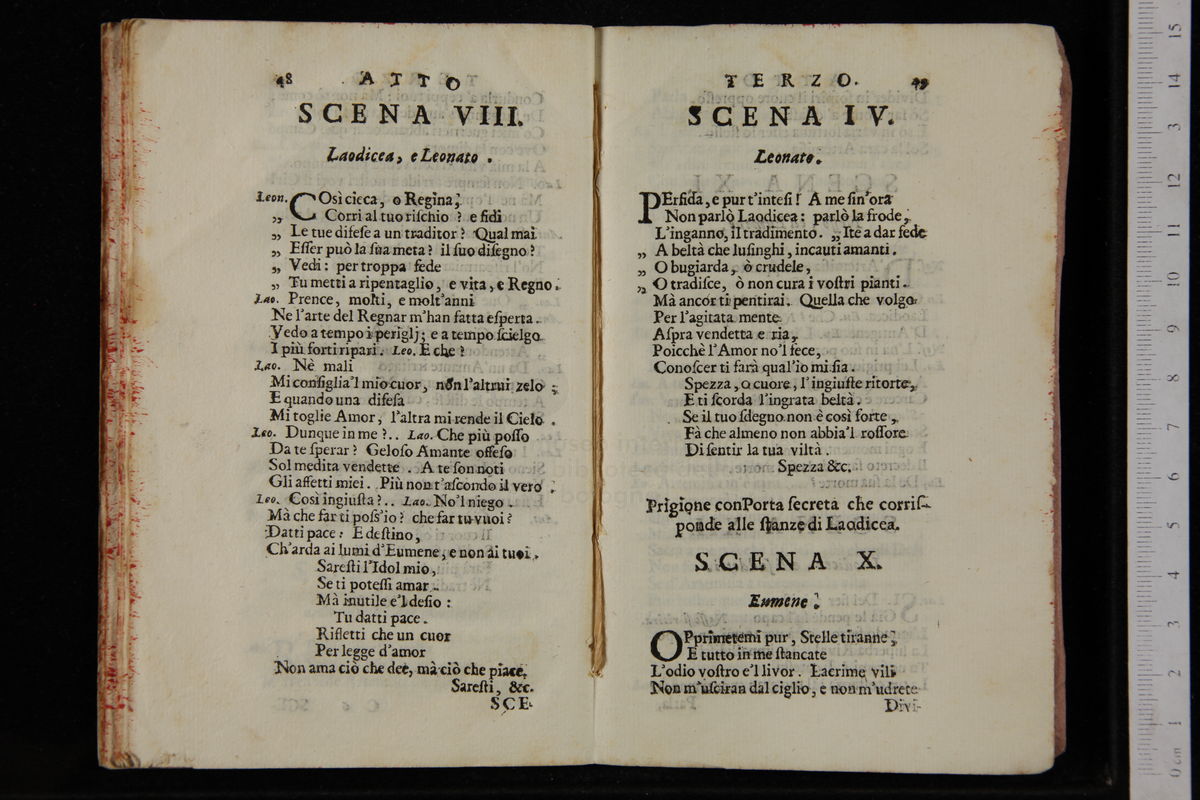 48 ATTO
SCENA VIII.
Laodicea, e Leonato.
Leon. COsì cieca, o Regina,
„ Corri al tuo riſchio? e fidi
„ Le tue difeſe a un traditor? Qual mai
„ Eſſer può la ſua meta? il ſuo diſegno?
„ Vedi: per troppa fede
„ Tu metti a ripentaglio, e vita, e Regno.
Lao. Prence, molti, e molt'anni
Ne l'arte del Regnar m'han fatta eſperta.
Vedo a tempo i periglj; e a tempo ſcielgo
I più forti ripari. Leo. E che?
Lao. Nè mali
Mi conſiglia'l mio cuor, non l'altrui zelo;
E quando una difeſa
Mi toglie Amor, l'altra mi rende il Cielo.
Leo. Dunque in me?.. Lao. Che più poſſo
Da te ſperar? Geloſo Amante offeſo
Sol medita vendette. A te ſon noti
Gli affetti miei. Più non t'aſcondo il vero:
Leo. Così ingiuſta?.. Lao. No'l niego.
Mà che far ti poſs'io? che far tu vuoi?
Datti pace: E deſtino,
Ch'arda ai lumi d'Eumene, e non ai tuoi.
Sareſti l'Idol mio,
Se ti poteſſi amar.
Mà inutile e'l deſio:
Tu datti pace.
Rifletti che un cuor
Per legge d'amor
Non ama ciò che dee, mà ciò che piace.
Sareſti, &c.
SCE-
TERZO. 49
SCENA IV.
Leonato.
PErfida, e pur t'inteſi! A me ſin'ora
Non parlò Laodicea: parlò la frode,
L'inganno, il tradimento. „Ite a dar fede
„ A beltà che luſinghi, incauti amanti.
„ O bugiarda, ò crudele,
„ O tradiſce, ò non cura i voſtri pianti.
Mà ancor ti pentirai. Quella che volgo
Per l'agitata mente
Aſpra vendetta e ria,
Poicchè l'Amor no'l fece,
Conoſcer ti farà qual'io mi ſia.
Spezza, o cuore, l'ingiuſte ritorte,
E ti ſcorda l'ingrata beltà.
Se il tuo ſdegno non è così forte,
Fà che almeno non abbia'l roſſore
Di ſentir la tua viltà.
Spezza &c.
Prigione con Porta ſecreta che corriſ-
ponde alle ſtanze di Laodicea.
SCENA X.
Eumene.
OPprimetemi pur, Stelle tiranne;
E tutto in me ſtancate
L'odio voſtro e'l livor. Lacrime vili
Non m'uſciran dal ciglio, e non m'udrete
Divi-